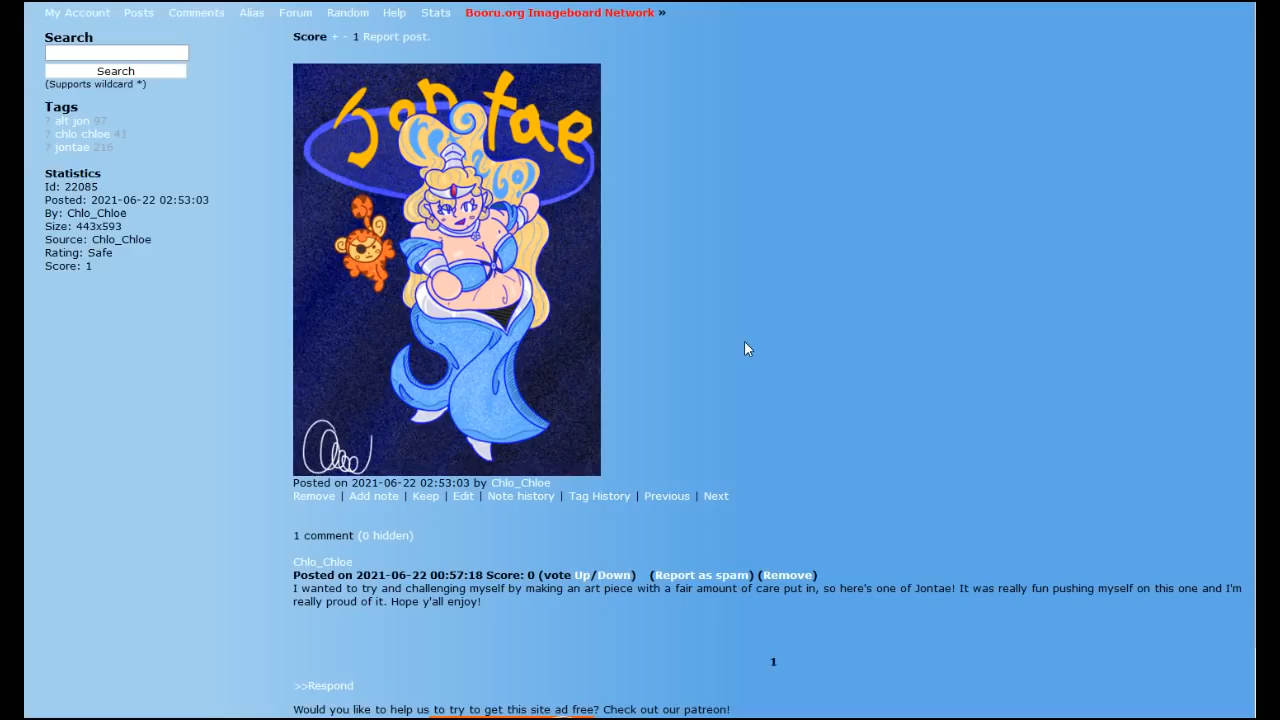 My Account Posts Comments Alias Forum Random Help Stats Booru.org Imageboard Network »
Search
Search
(Supports wildcard *)
Tags
? alt jon 97
? chlo chloe 41
? jontae 216
Statistics
Id: 22085
Posted: 2021-06-22 02:53:03
By: Chlo_Chloe
Size: 443x593
Source: Chlo_Chloe
Rating: Safe
Score: 1
Score + - 1 Report post.
Jontae
Chloe
Posted on 2021-06-22 02:53:03 by Chlo_Chloe
Remove | Add note | Keep | Edit | Note history | Tag History | Previous | Next
1 comment (0 hidden)
Chlo_Chloe
Posted on 2021-06-22 00:57:18 Score: 0 (vote Up/Down) (Report as spam) (Remove)
I wanted to try and challenging myself by making an art piece with a fair amount of care put in, so here's one of Jontae! It was really fun pushing myself on this one and I'm
really proud of it. Hope y'all enjoy!
1
>>Respond
Would you like to help us to try to get this site ad free? Check out our patreon!